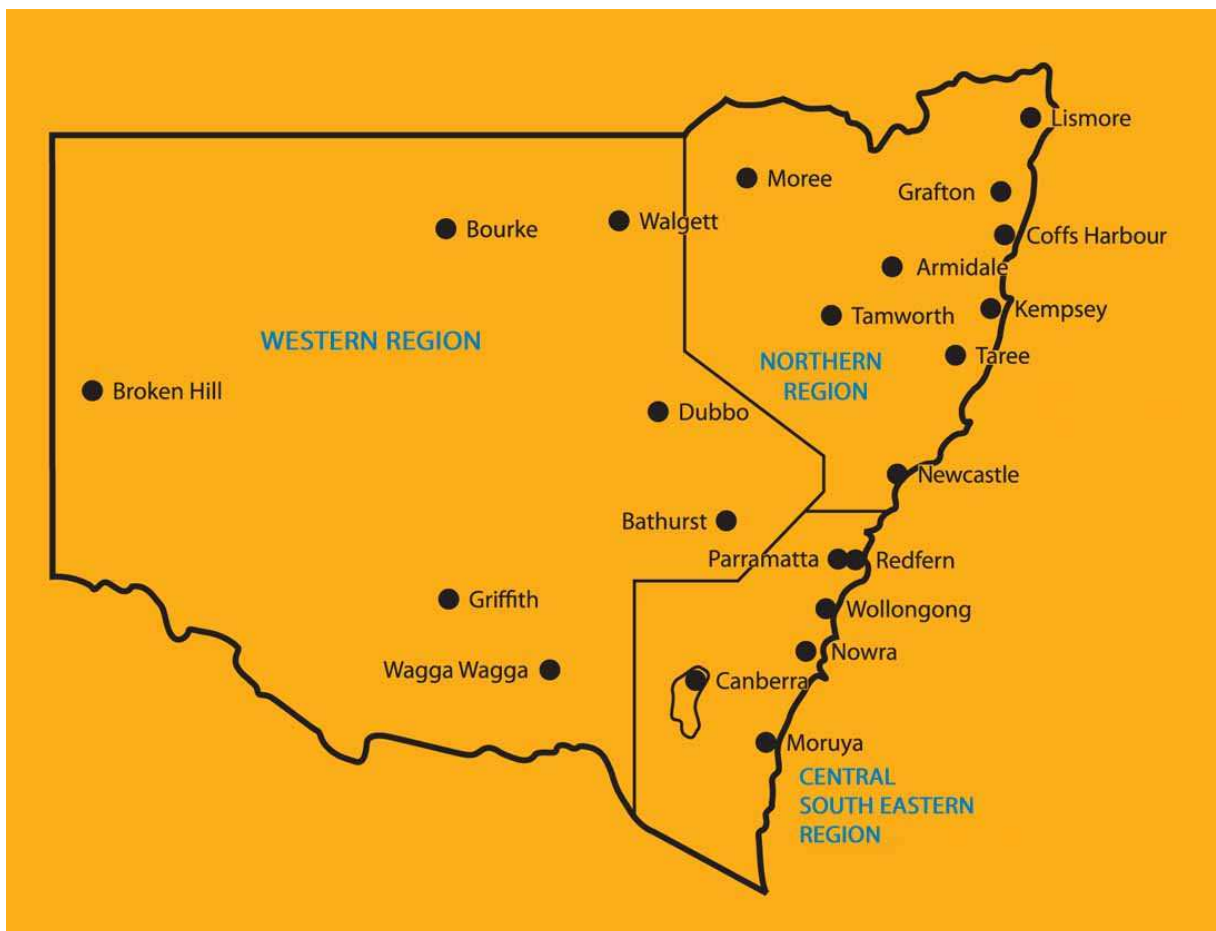 Lismore
Moree
Grafton
Walgett
Bourke
Coffs Harbour
Armidale
Kempsey
Tamworth
WESTERN REGION
Taree
NORTHERN
REGION
Broken Hill
Dubbo
Newcastle
Bathurst
Parramatta
Redfern
Griffith
Wollongong
Nowra
Wagga Wagga
Canberra
Moruya
CENTRAL
SOUTH EASTERN
REGION